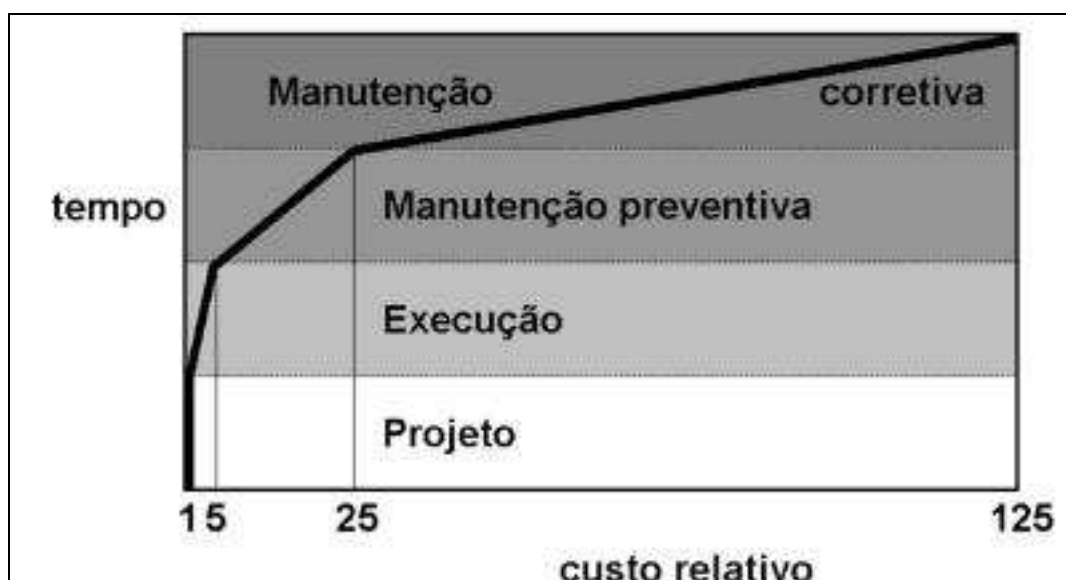 Manutenção corretiva
tempo
Manutenção preventiva
Execução
Projeto
1 5 25 125
custo relativo